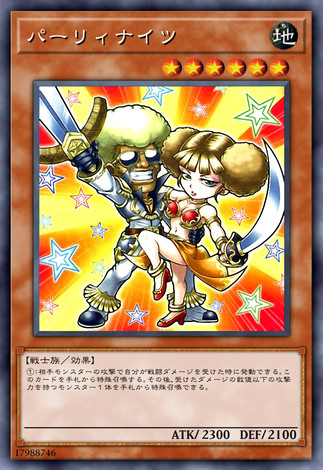 パーリィナイツ
地
【戦士族／効果】
①:相手モンスターの攻撃で自分が戦闘ダメージを受けた時に発動できる。こ
のカードを手札から特殊召喚する。その後、受けたダメージの数値以下の攻撃
力を持つモンスター１体を手札から特殊召喚できる。
ATK/ 2300 DEF/2100
17988746